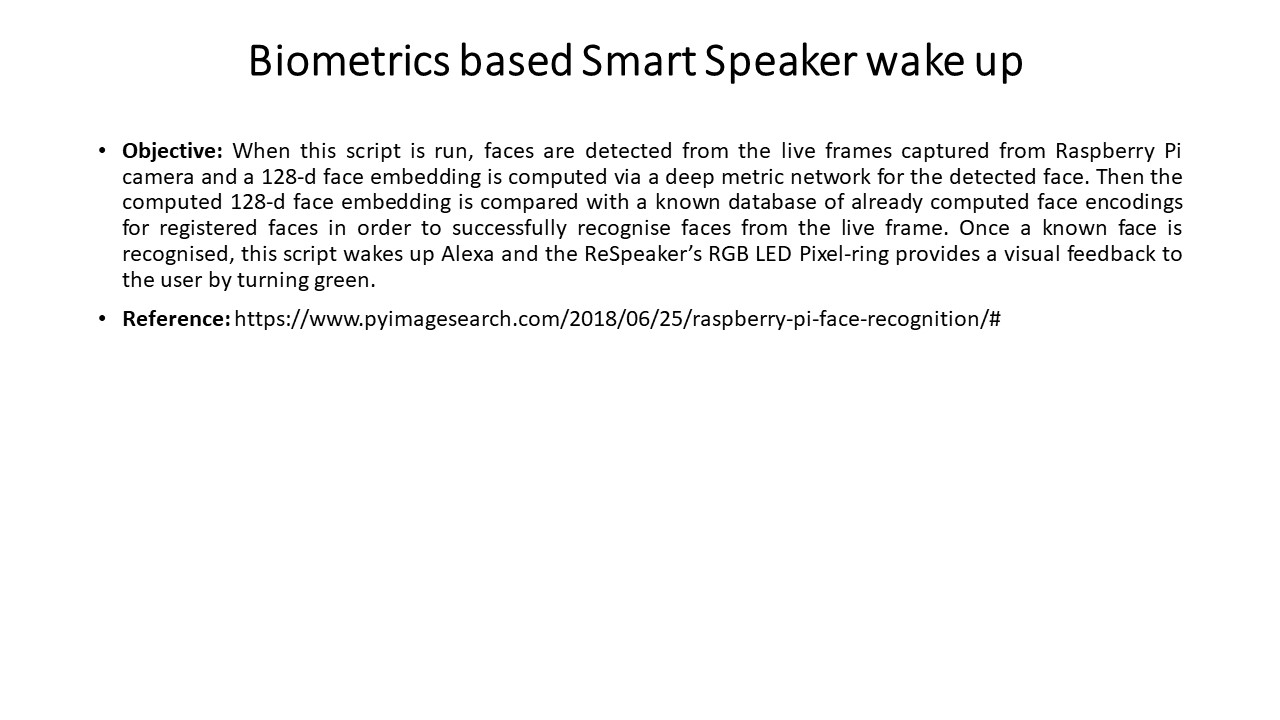 Biometrics based Smart Speaker wake up
• Objective: When this script is run, faces are detected from the live frames captured from Raspberry Pi
camera and a 128-d face embedding is computed via a deep metric network for the detected face. Then the
computed 128-d face embedding is compared with a known database of already computed face encodings
for registered faces in order to successfully recognise faces from the live frame. Once a known face is
recognised, this script wakes up Alexa and the ReSpeaker’s RGB LED Pixel-ring provides a visual feedback to
the user by turning green.
• Reference: https://www.pyimagesearch.com/2018/06/25/raspberry-pi-face-recognition/#